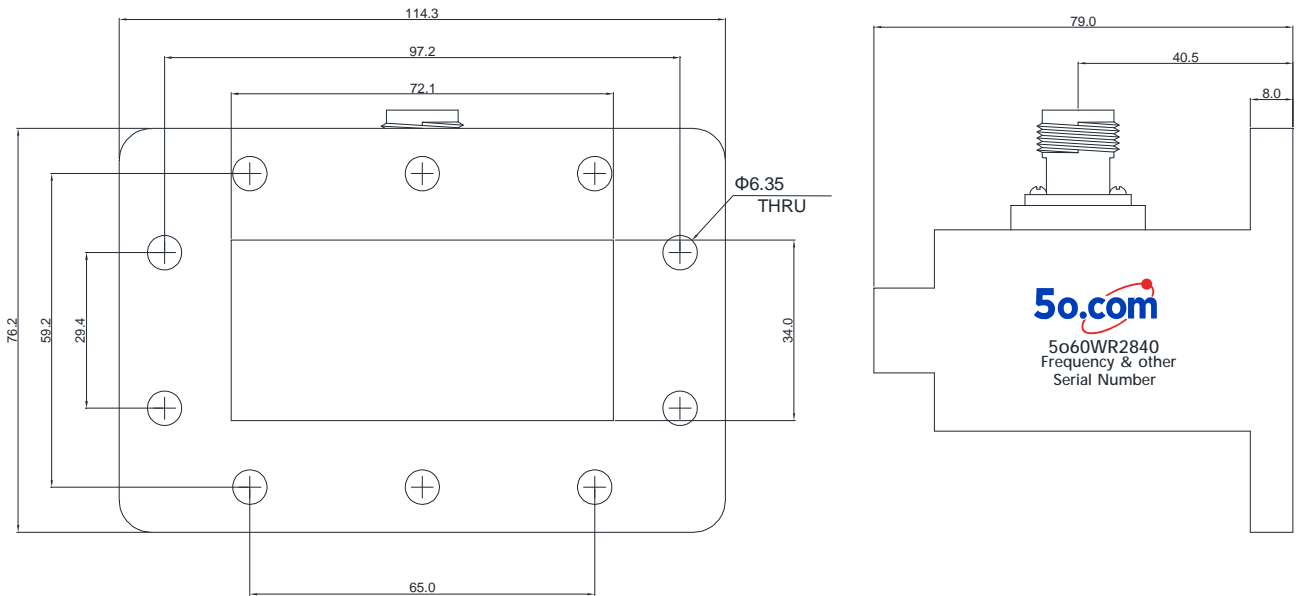 114.3
97.2
72.1
Φ6.35
THRU
76.2
59.2
29.4
34.0
65.0
79.0
40.5
8.0
5o.com
5o60WR2840
Frequency & other
Serial Number